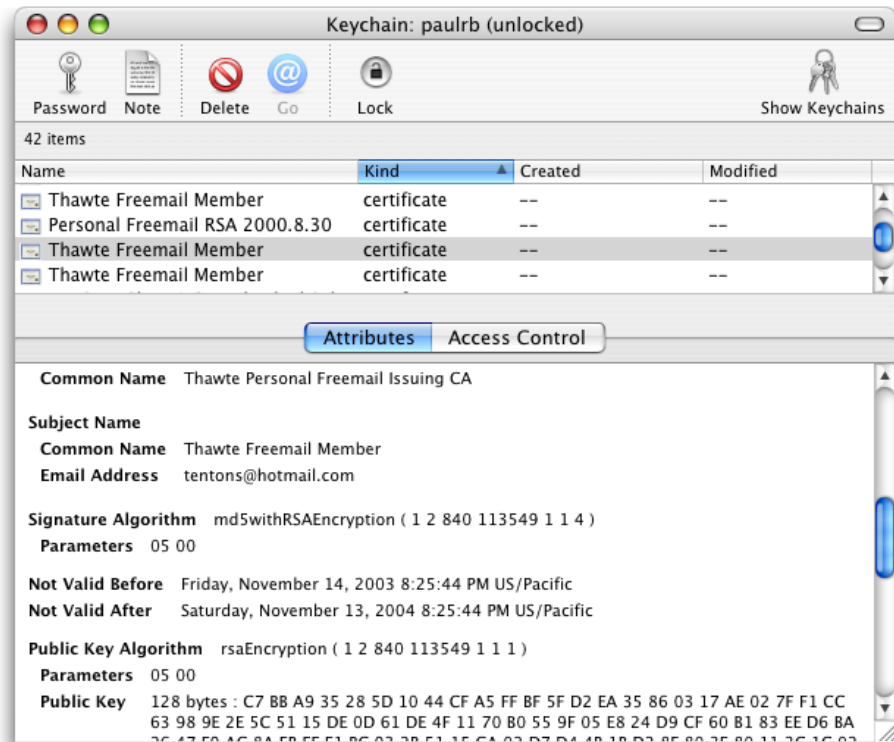 Keychain: paulrb (unlocked)
Password Note Delete Go Lock Show Keychains
42 items
Name Kind Created Modified
Thawte Freemail Member certificate -- --
Personal Freemail RSA 2000.8.30 certificate -- --
Thawte Freemail Member certificate -- --
Thawte Freemail Member certificate -- --
Attributes Access Control
Common Name Thawte Personal Freemail Issuing CA
Subject Name
Common Name Thawte Freemail Member
Email Address tentons@hotmail.com
Signature Algorithm md5withRSAEncryption ( 1 2 840 113549 1 1 4 )
Parameters 05 00
Not Valid Before Friday, November 14, 2003 8:25:44 PM US/Pacific
Not Valid After Saturday, November 13, 2004 8:25:44 PM US/Pacific
Public Key Algorithm rsaEncryption ( 1 2 840 113549 1 1 1 )
Parameters 05 00
Public Key 128 bytes : C7 BB A9 35 28 5D 10 44 CF A5 FF BF 5F D2 EA 35 86 03 17 AE 02 7F F1 CC
63 98 9E 2E 5C 51 15 DE 0D 61 DE 4F 11 70 B0 55 9F 05 E8 24 D9 CF 60 B1 83 EE D6 BA